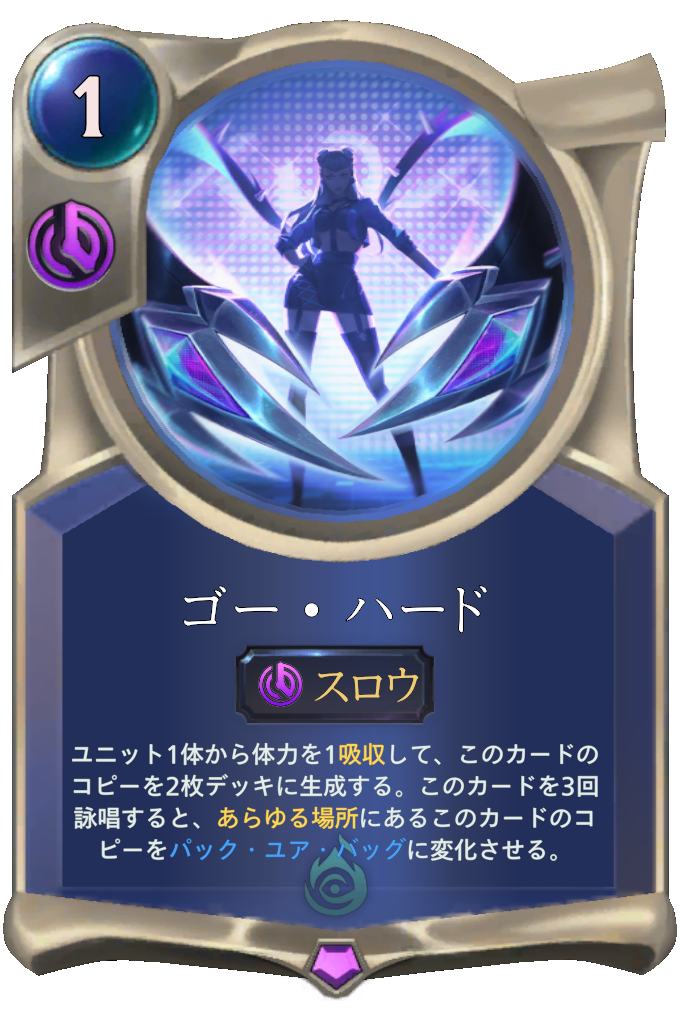 1
ゴー・ハード
スロウ
ユニット1体から体力を1吸収して、このカードの
コピーを2枚デッキに生成する。このカードを3回
詠唱すると、あらゆる場所にあるこのカードのコ
ピーをパック・ユア・バッグに変化させる。